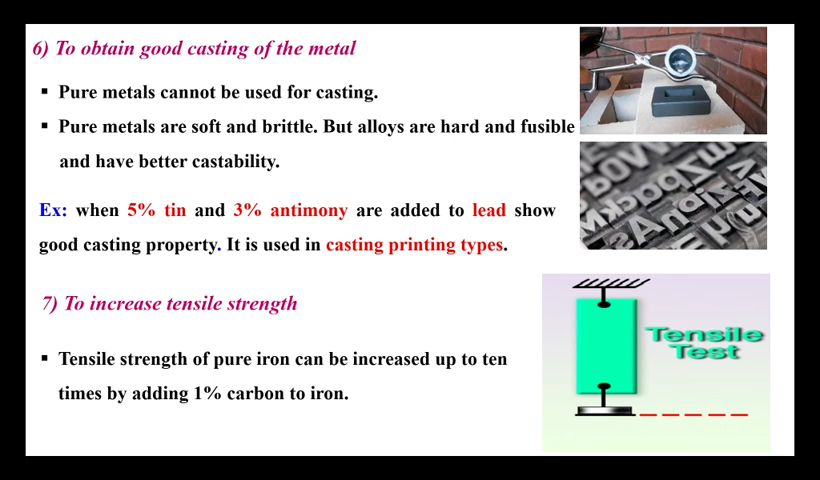 6) To obtain good casting of the metal
▪ Pure metals cannot be used for casting.
▪ Pure metals are soft and brittle. But alloys are hard and fusible
and have better castability.
Ex: when 5% tin and 3% antimony are added to lead show
good casting property. It is used in casting printing types.
7) To increase tensile strength
▪ Tensile strength of pure iron can be increased up to ten
times by adding 1% carbon to iron.
Tensile
Test